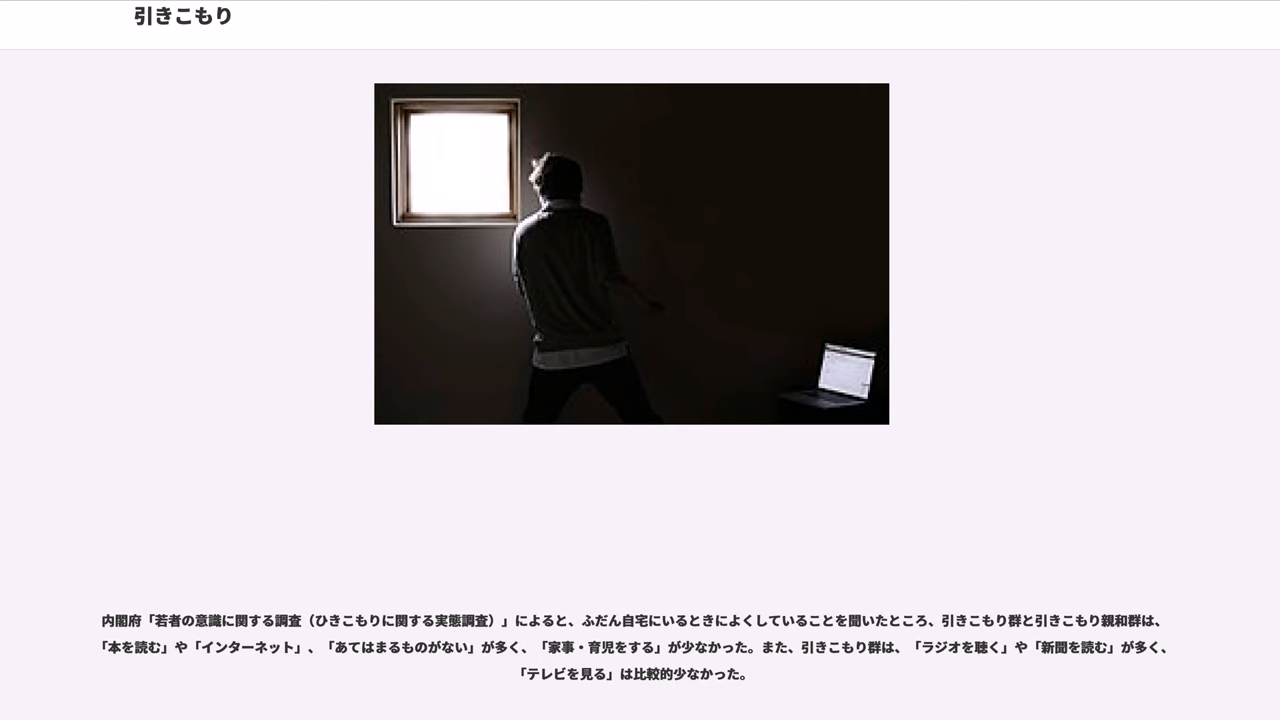 引きこもり
内閣府「若者の意識に関する調査（ひきこもりに関する実態調査）」によると、ふだん自宅にいるときによくしていることを聞いたところ、引きこもり群と引きこもり親和群は、
「本を読む」や「インターネット」、「あてはまるものがない」が多く、「家事・育児をする」が少なかった。また、引きこもり群は、「ラジオを聴く」や「新聞を読む」が多く、
「テレビを見る」は比較的少なかった。